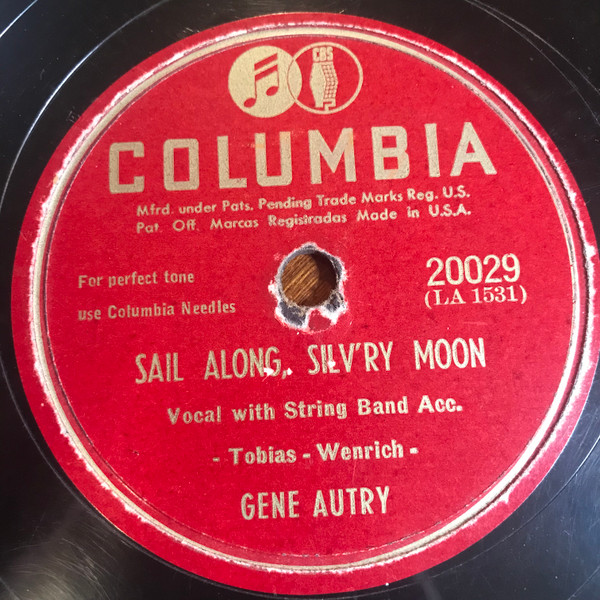 CBS
COLUMBIA
Mfrd. under Pats. Pending Trade Marks Reg. U.S.
Pat. Off. Marcas Registradas Made in U.S.A.
For perfect tone
use Columbia Needles
20029
(LA 1531)
SAIL ALONG, SILV'RY MOON
Vocal with String Band Acc.
- Tobias - Wenrich -
GENE AUTRY